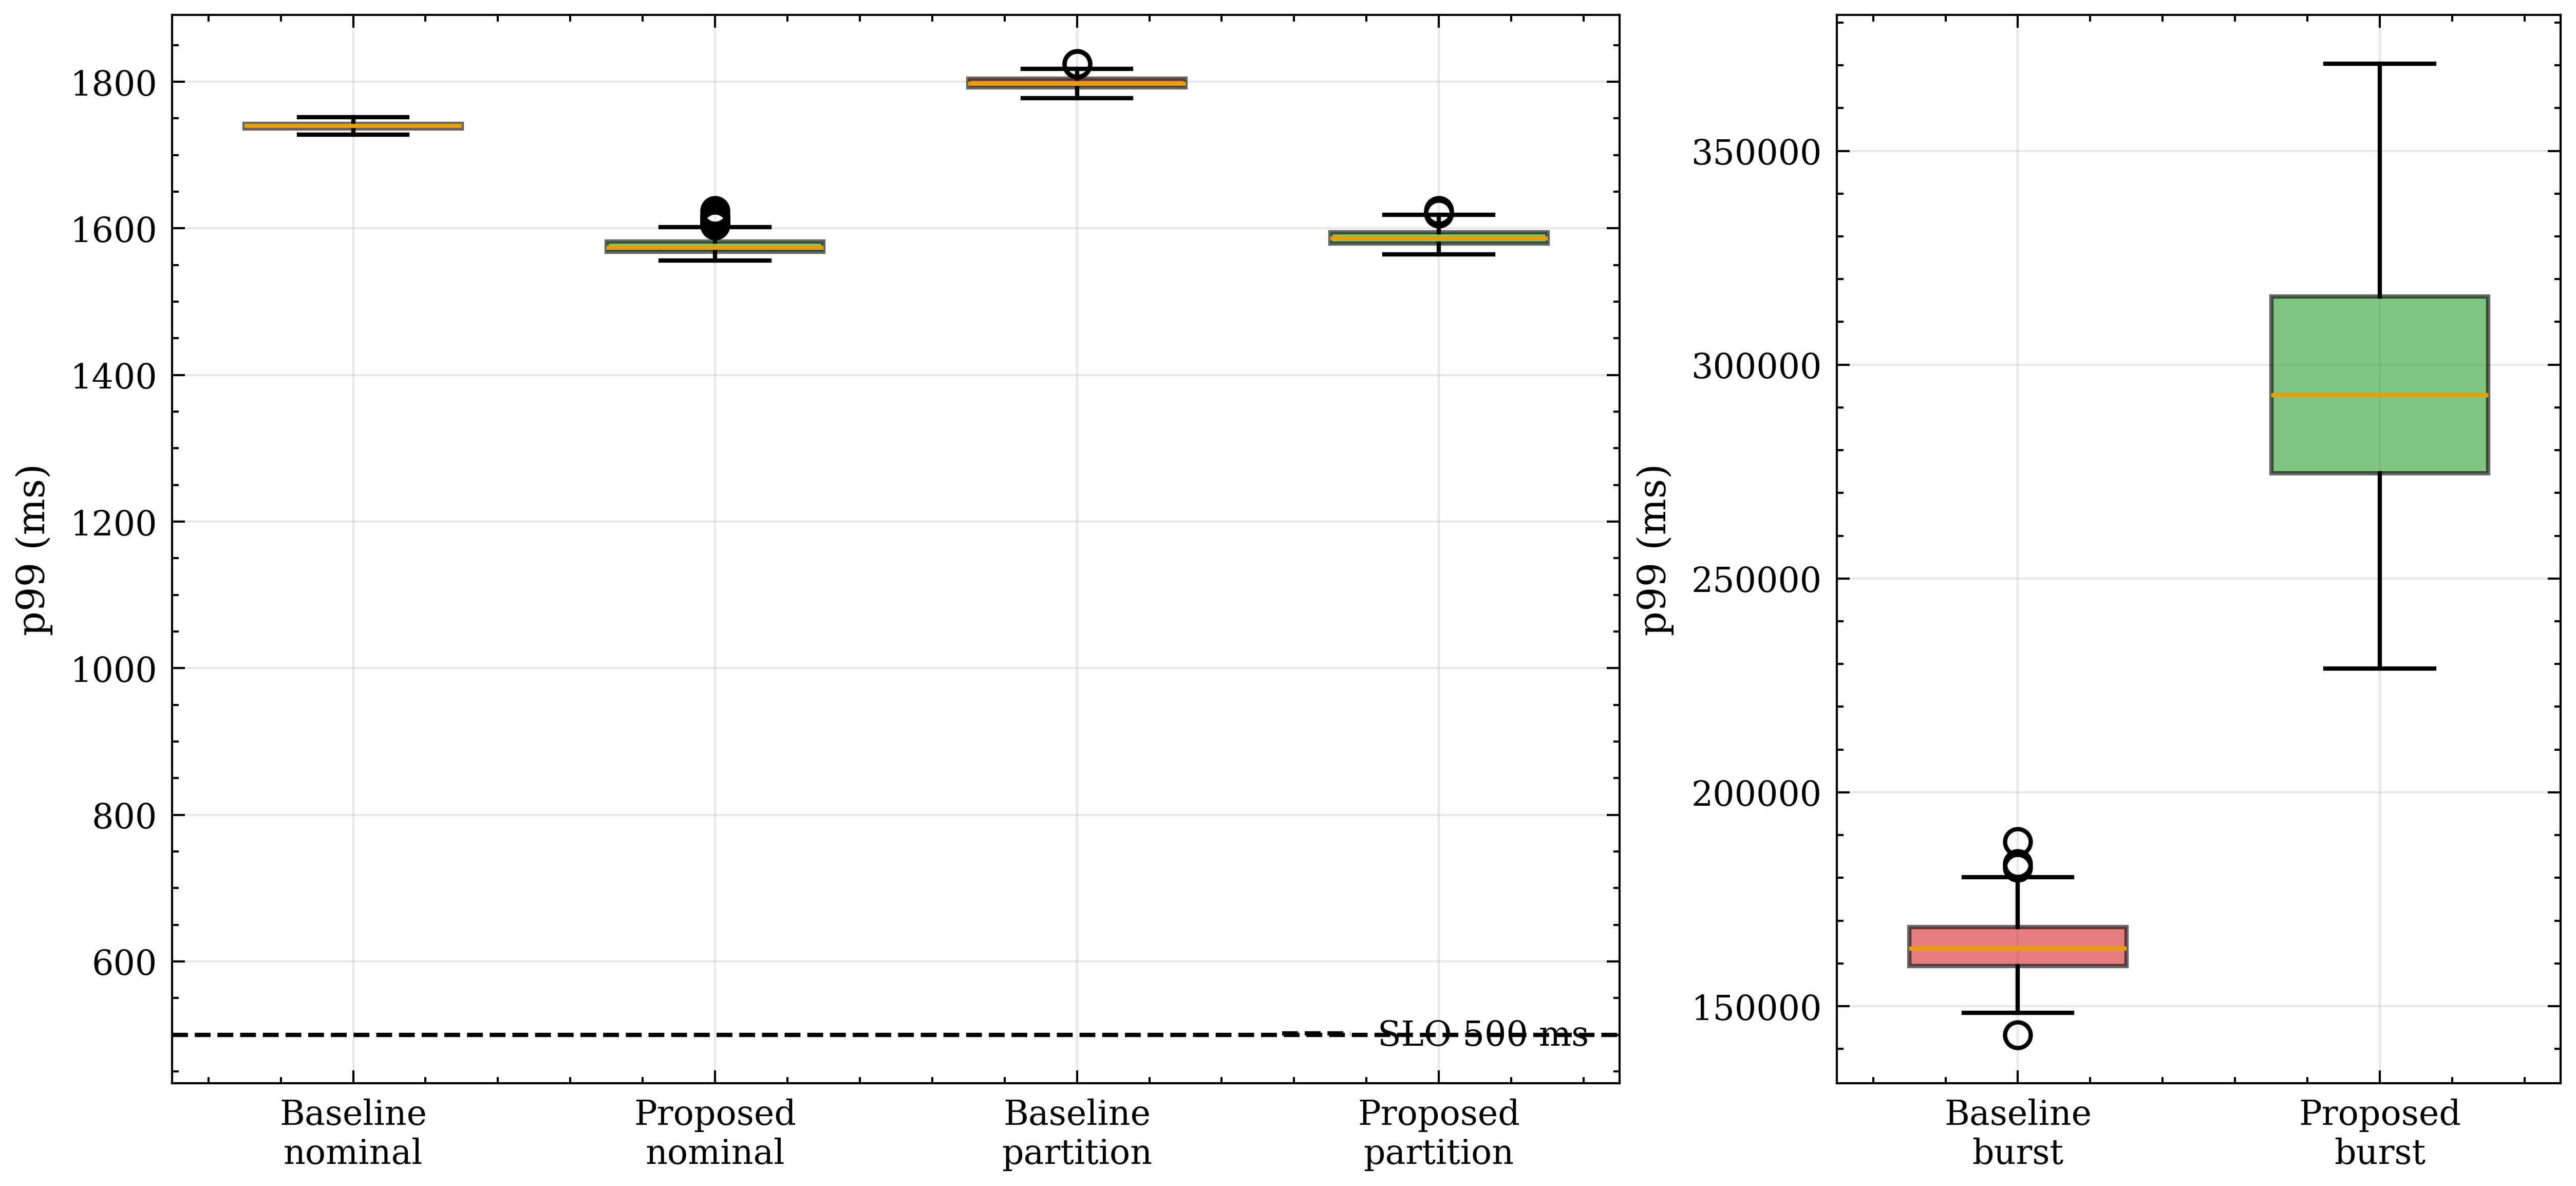 p99 (ms)
1800
1600
1400
1200
1000
800
600
SLO 500 ms
Baseline
nominal
Proposed
nominal
Baseline
partition
Proposed
partition
p99 (ms)
350000
300000
250000
200000
150000
Baseline
burst
Proposed
burst